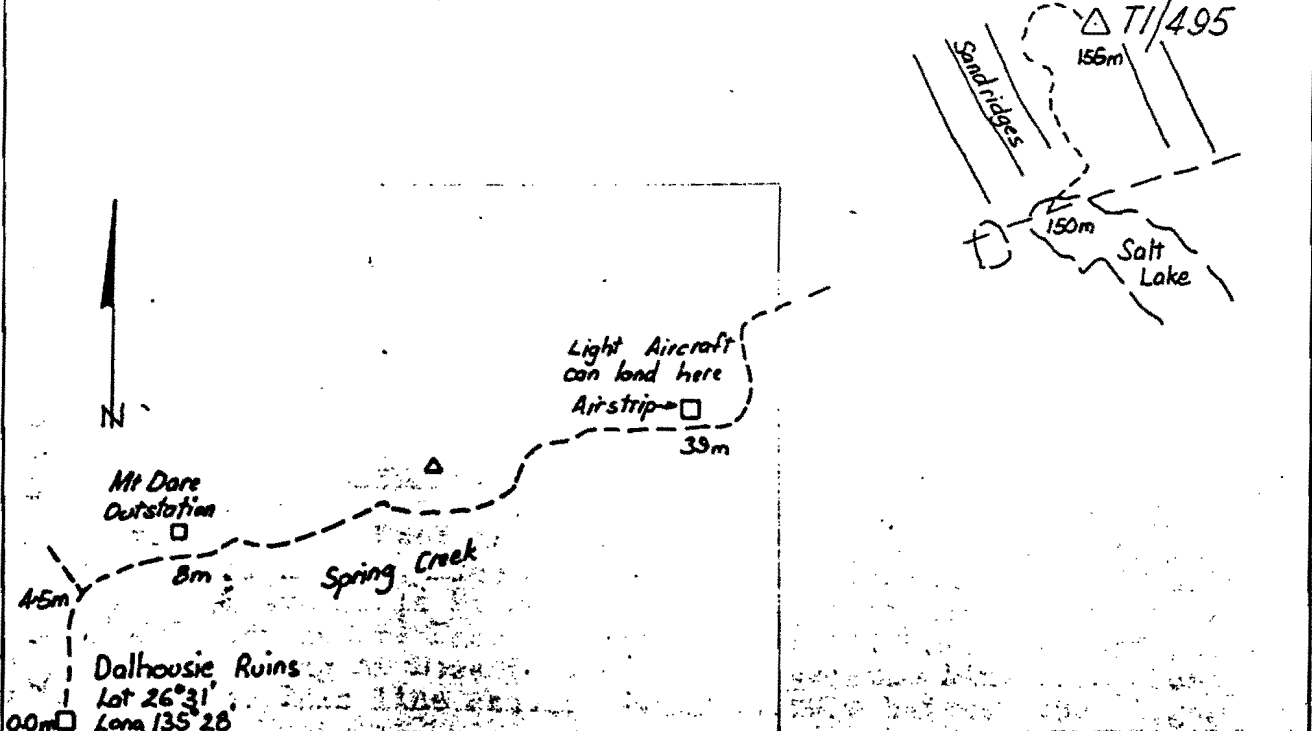 T1/495
156m
Sandridges
150m
Salt
Lake
Light Aircraft
can land here
Airstrip
39m
N
Mt Dare
Outstation
8m
Spring Creek
4.5m
Dalhousie Ruins
Lat 26°31'
0.0m
Long 135°28'